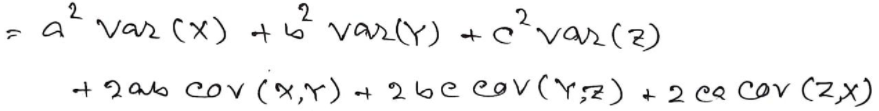 = a² var (X) + b² var(Y) + c² var(Z)
+ 2ab cov (X,Y) + 2bc cov(Y,Z) + 2ca cov (Z,X)